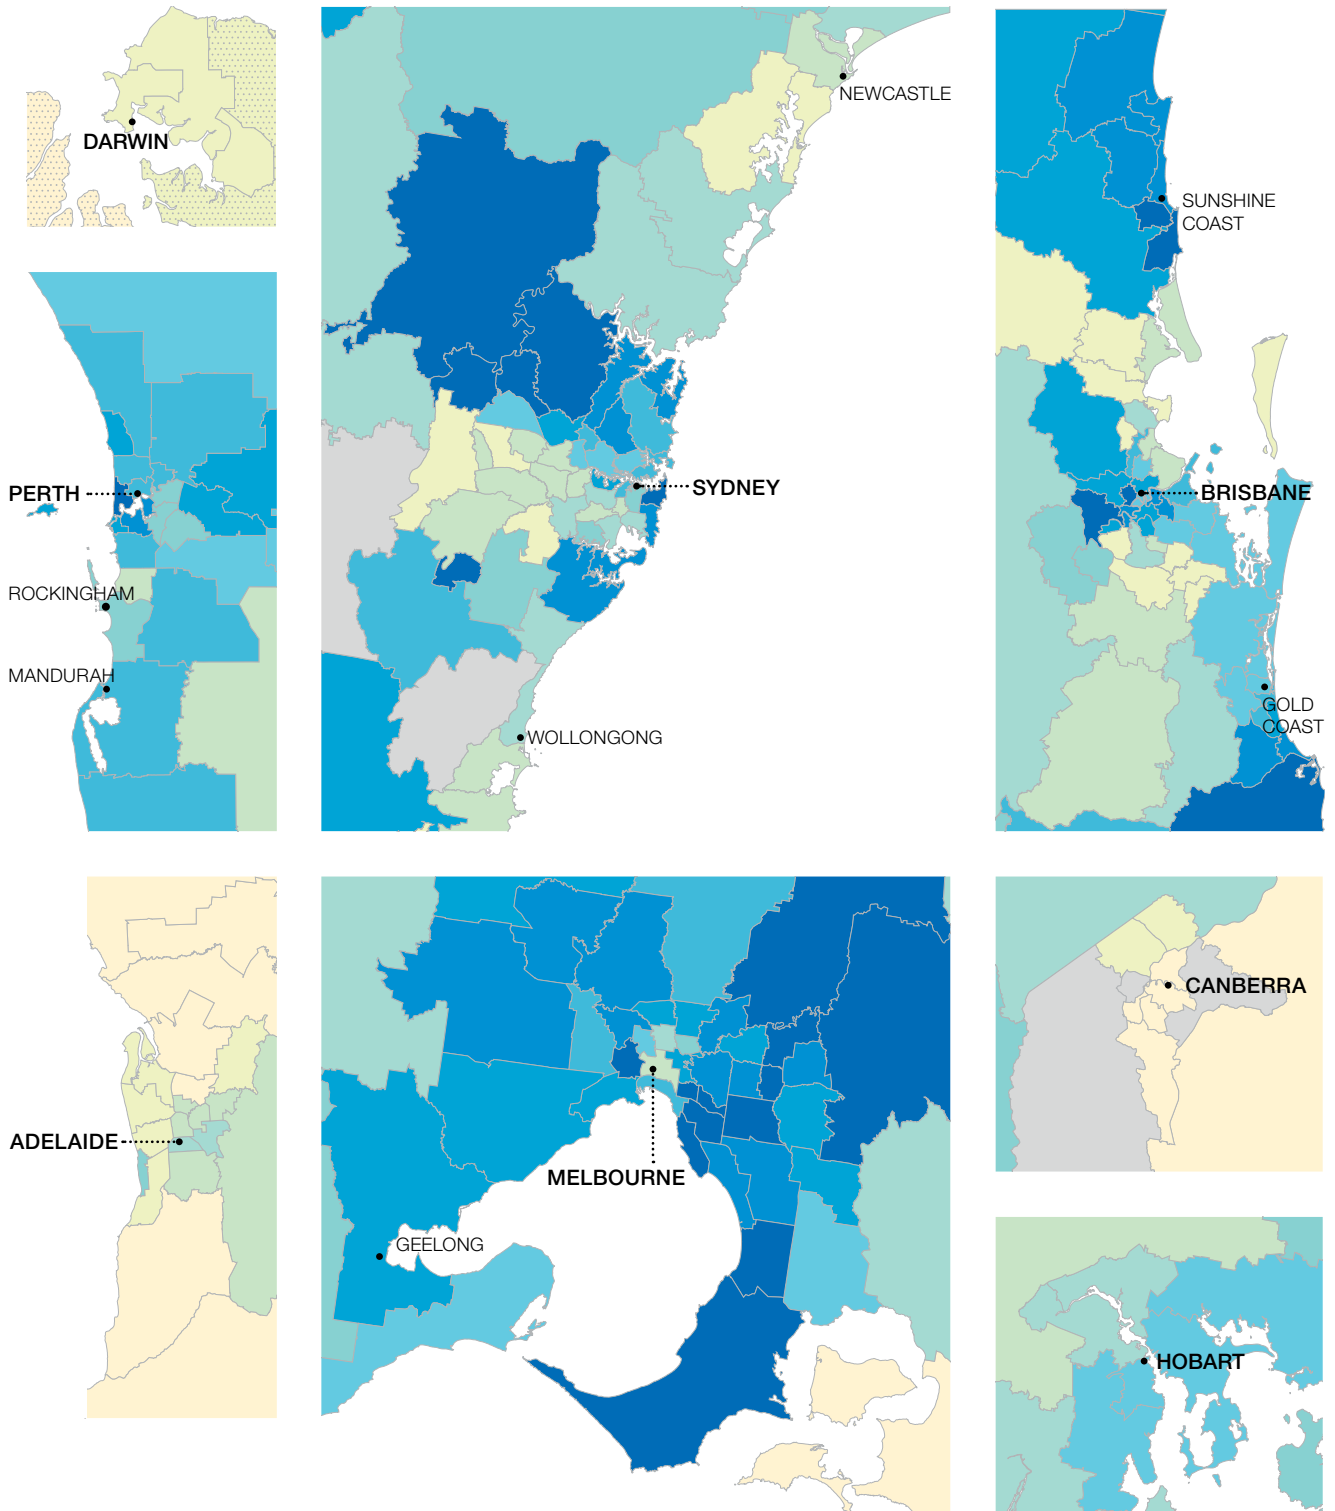 DARWIN
NEWCASTLE
SUNSHINE
COAST
PERTH
SYDNEY
BRISBANE
ROCKINGHAM
MANDURAH
GOLD
COAST
WOLLONGONG
CANBERRA
ADELAIDE
MELBOURNE
GEELONG
HOBART